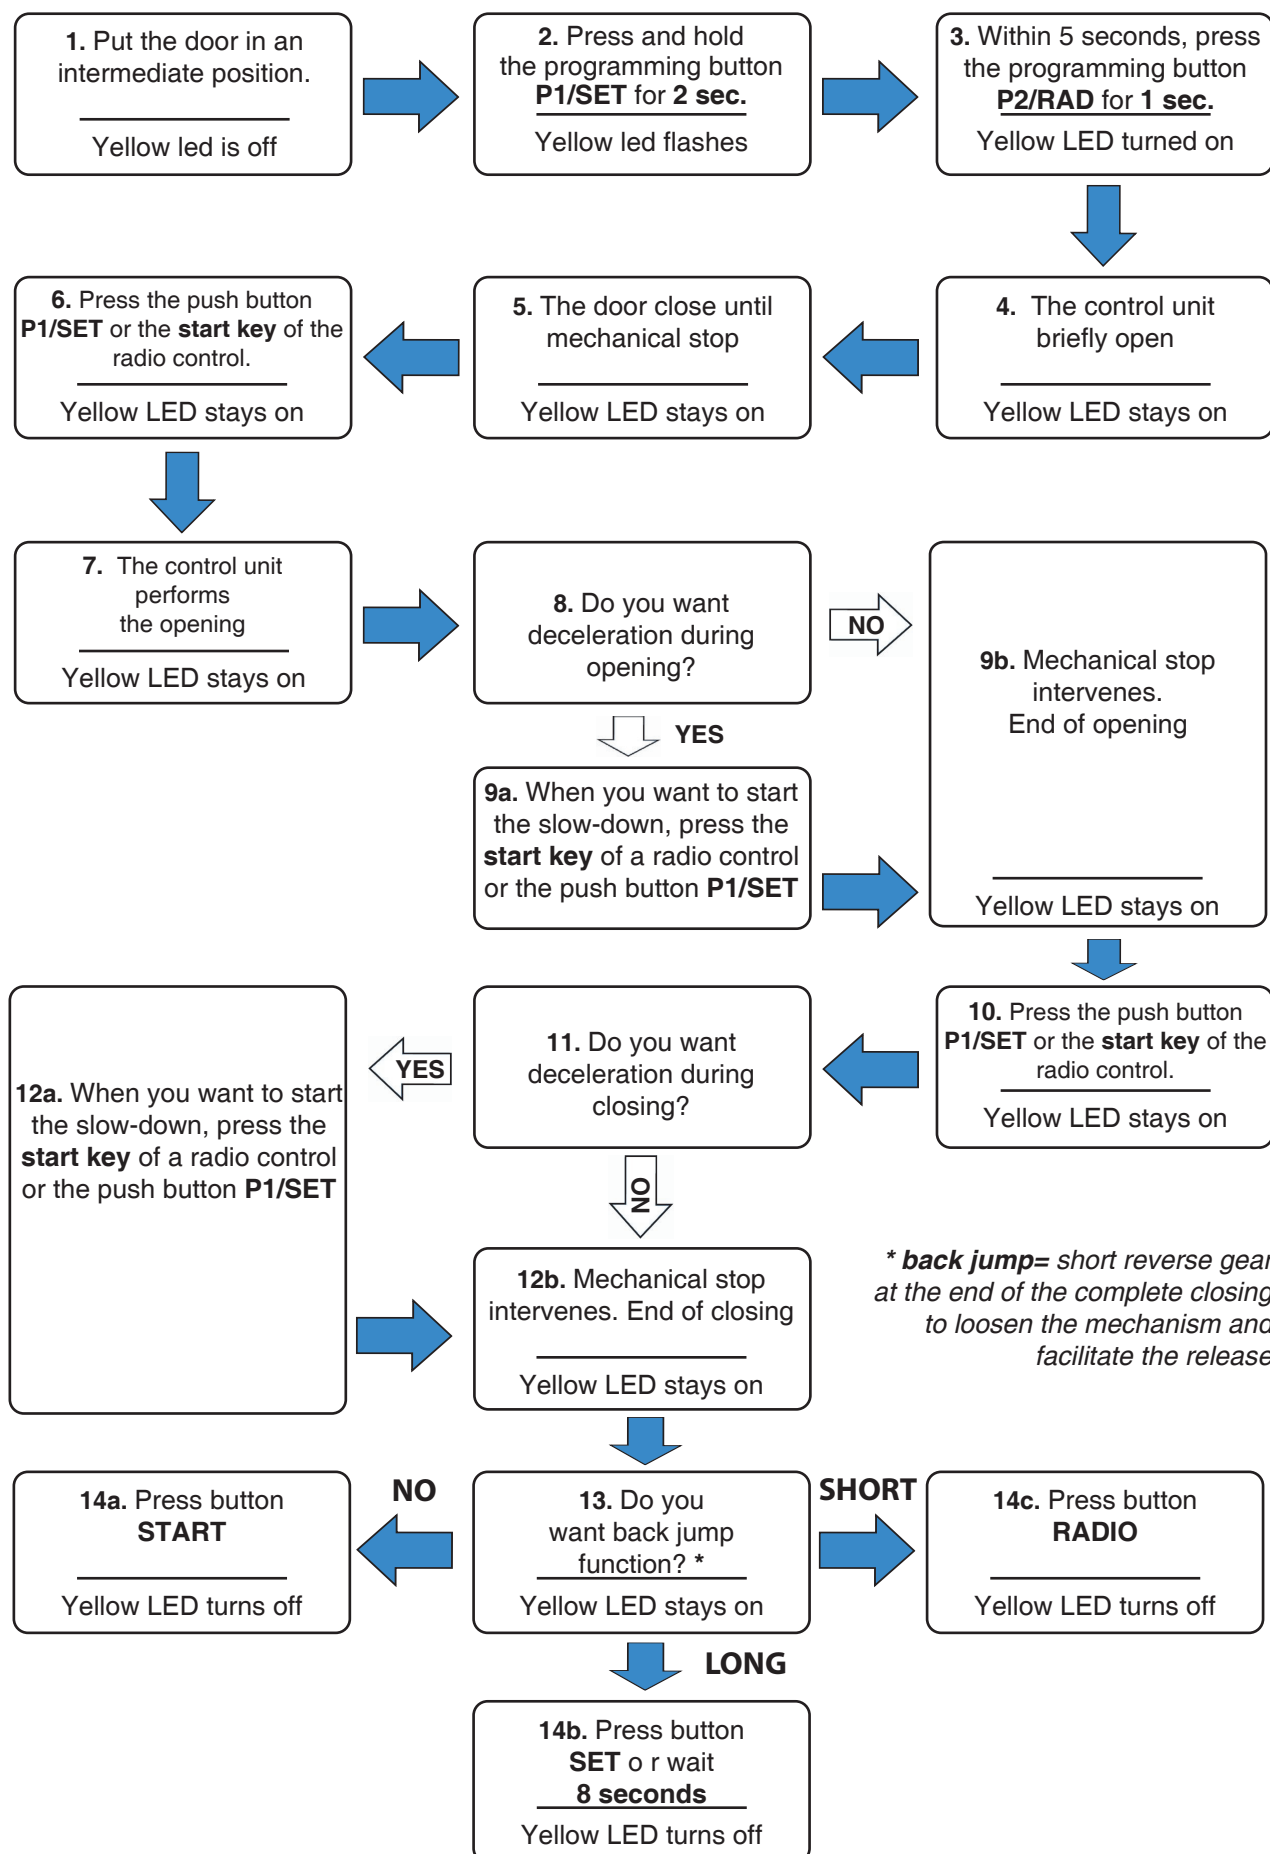 1. Put the door in an
intermediate position.
Yellow led is off
2. Press and hold
the programming button
P1/SET for 2 sec.
Yellow led flashes
3. Within 5 seconds, press
the programming button
P2/RAD for 1 sec.
Yellow LED turned on
4. The control unit
briefly open
Yellow LED stays on
5. The door close until
mechanical stop
Yellow LED stays on
6. Press the push button
P1/SET or the start key of the
radio control.
Yellow LED stays on
7. The control unit
performs
the opening
Yellow LED stays on
8. Do you want
deceleration during
opening?
NO
YES
9a. When you want to start
the slow-down, press the
start key of a radio control
or the push button P1/SET
9b. Mechanical stop
intervenes.
End of opening
Yellow LED stays on
10. Press the push button
P1/SET or the start key of the
radio control.
Yellow LED stays on
11. Do you want
deceleration during
closing?
YES
NO
12a. When you want to start
the slow-down, press the
start key of a radio control
or the push button P1/SET
12b. Mechanical stop
intervenes. End of closing
Yellow LED stays on
* back jump= short reverse gear
at the end of the complete closing
to loosen the mechanism and
facilitate the release
13. Do you
want back jump
function? *
Yellow LED stays on
NO
SHORT
LONG
14a. Press button
START
Yellow LED turns off
14c. Press button
RADIO
Yellow LED turns off
14b. Press button
SET o r wait
8 seconds
Yellow LED turns off